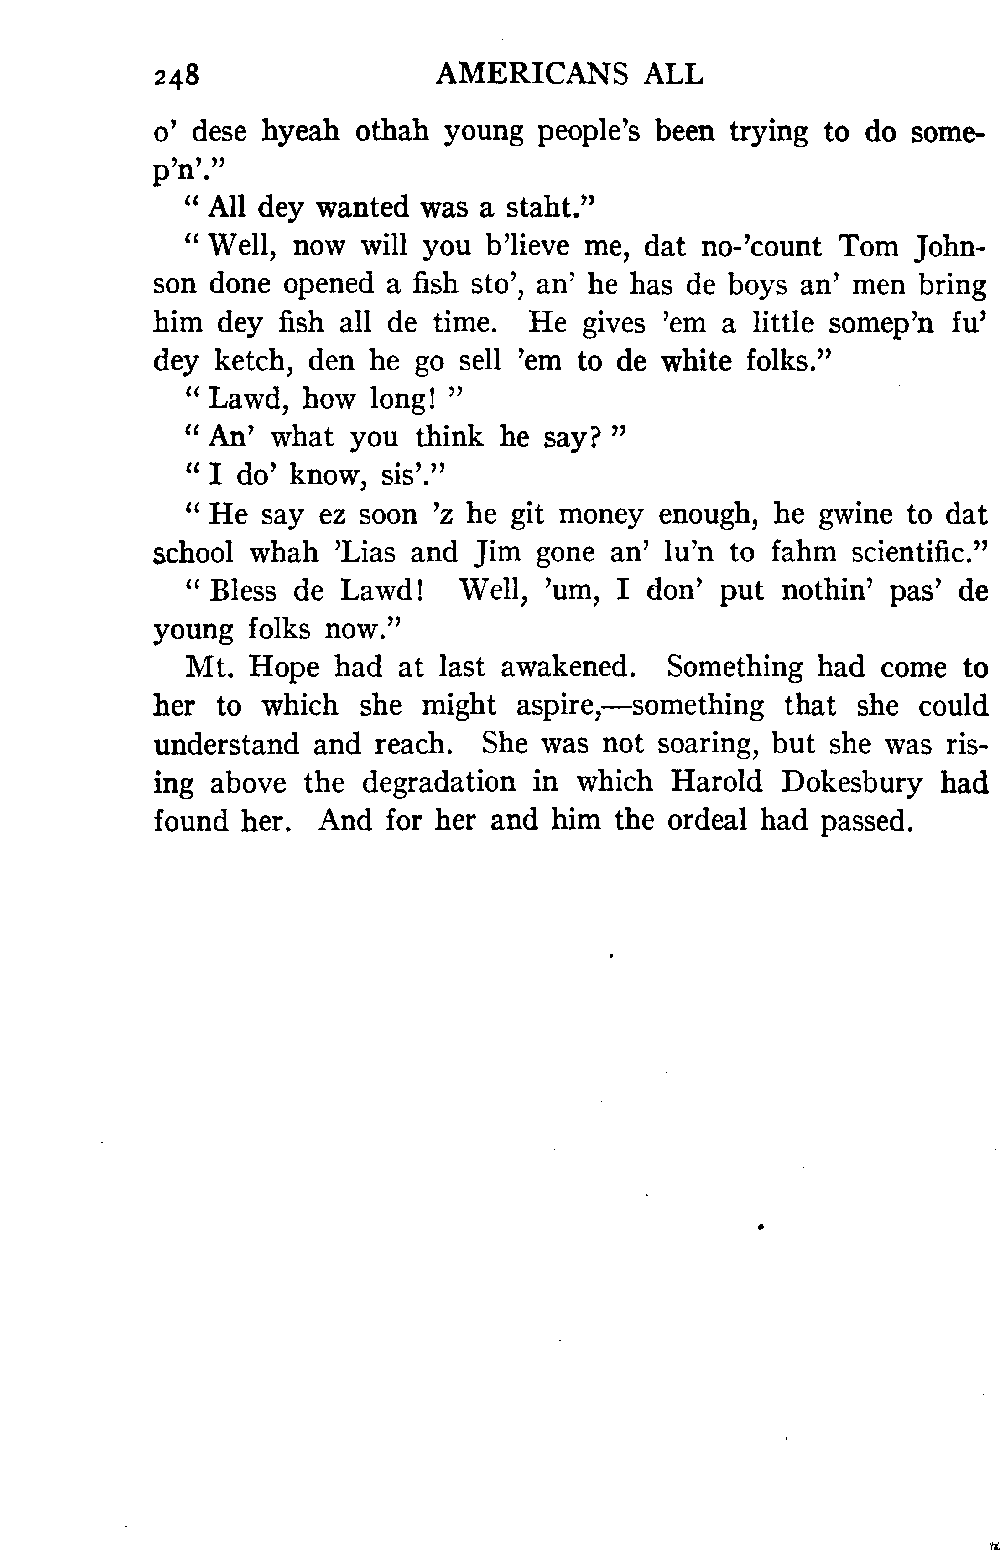 248 AMERICANS ALL
o' dese hyeah othah young people's been trying to do some-
p'n'."
" All dey wanted was a staht."
" Well, now will you b'lieve me, dat no-'count Tom John-
son done opened a fish sto', an' he has de boys an' men bring
him dey fish all de time. He gives 'em a little somep'n fu'
dey ketch, den he go sell 'em to de white folks."
" Lawd, how long! "
" An' what you think he say? "
" I do' know, sis'."
" He say ez soon 'z he git money enough, he gwine to dat
school whah 'Lias and Jim gone an' lu'n to fahm scientific."
" Bless de Lawd! Well, 'um, I don' put nothin' pas' de
young folks now."
Mt. Hope had at last awakened. Something had come to
her to which she might aspire,—something that she could
understand and reach. She was not soaring, but she was ris-
ing above the degradation in which Harold Dokesbury had
found her. And for her and him the ordeal had passed.